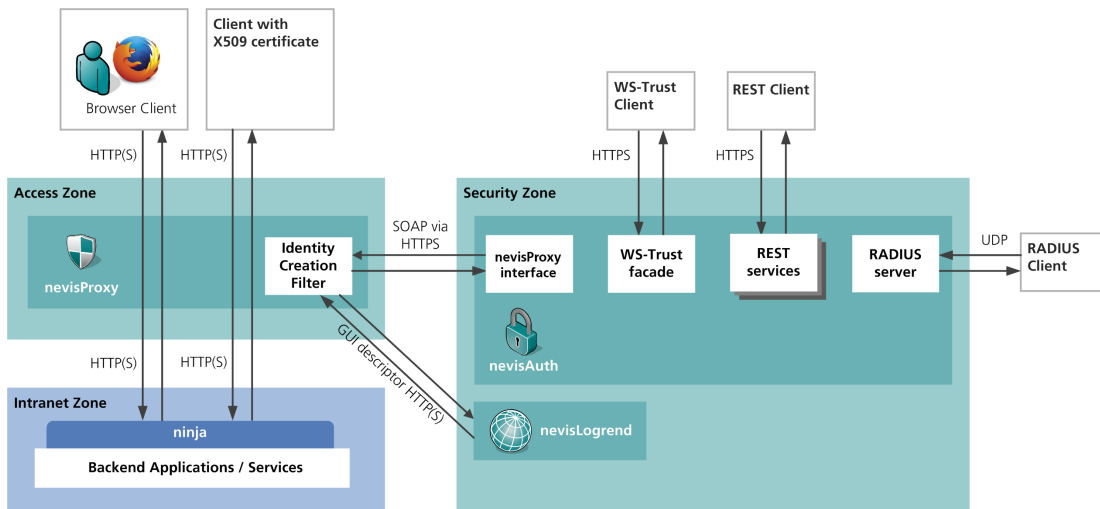 Client with
X509 certificate
Browser Client
WS-Trust
Client
REST Client
HTTP(S)
HTTP(S)
HTTPS
HTTPS
Access Zone
Security Zone
SOAP via
HTTPS
Identity
Creation
Filter
nevisProxy
nevisProxy
interface
WS-Trust
facade
REST
services
RADIUS
server
UDP
RADIUS
Client
GUI descriptor HTTP(S)
nevisAuth
HTTP(S)
HTTP(S)
Intranet Zone
ninja
nevisLogrend
Backend Applications / Services